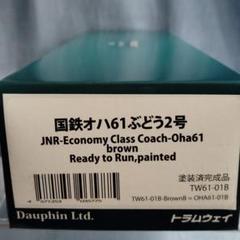 国鉄オハ61ぶどう2号
JNR-Economy Class Coach-Oha61
brown
Ready to Run,painted
塗装済完成品
TW61-01B
TW61-01B-BrownB = OHA61-01B
Dauphin Ltd.
トラムウェイ